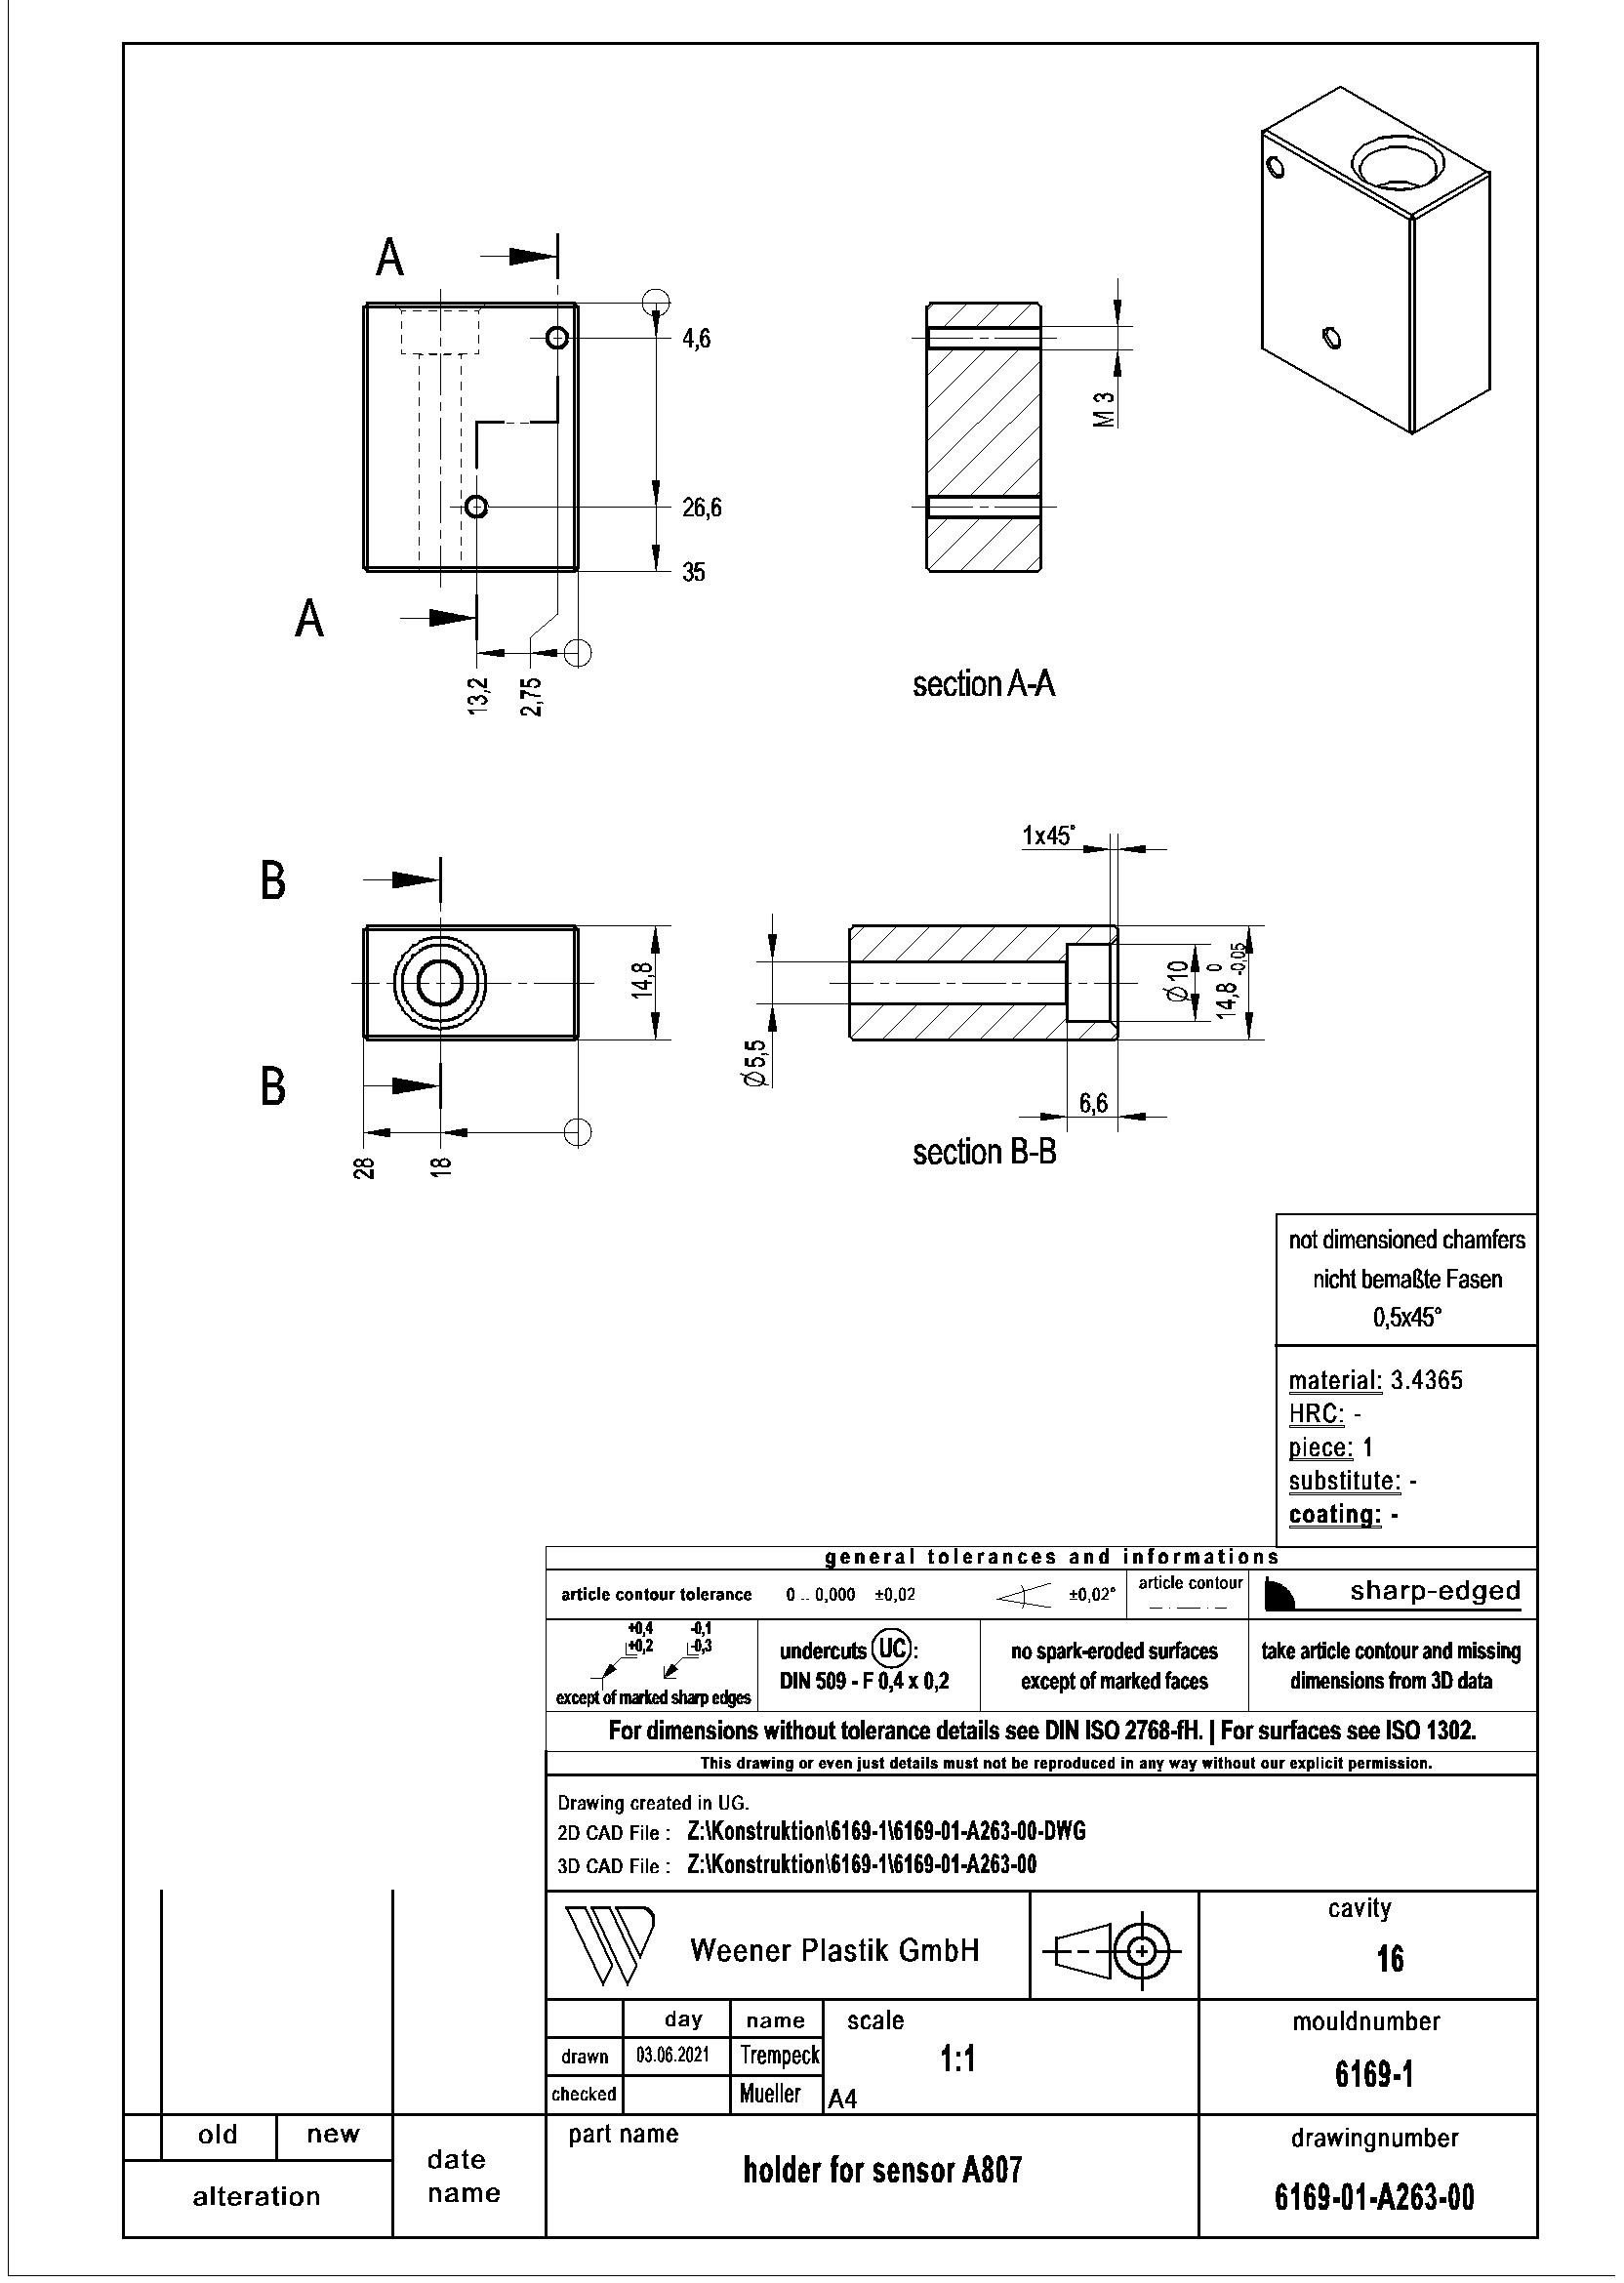 A
4,6
26,6
35
A
13,2
2,75
M 3
section A-A
B
B
14,8
28
18
1x45°
Ø5,5
Ø10
14,8 0 -0,05
6,6
section B-B
not dimensioned chamfers
nicht bemaßte Fasen
0,5x45°
material: 3.4365
HRC: -
piece: 1
substitute: -
coating: -
general tolerances and informations
article contour tolerance 0 .. 0,000 ±0,02 ±0,02° article contour sharp-edged
+0,4 -0,1
+0,2 -0,3
except of marked sharp edges
undercuts UC:
DIN 509 - F 0,4 x 0,2
no spark-eroded surfaces
except of marked faces
take article contour and missing
dimensions from 3D data
For dimensions without tolerance details see DIN ISO 2768-fH. | For surfaces see ISO 1302.
This drawing or even just details must not be reproduced in any way without our explicit permission.
Drawing created in UG.
2D CAD File : Z:\Konstruktion\6169-1\6169-01-A263-00-DWG
3D CAD File : Z:\Konstruktion\6169-1\6169-01-A263-00
Weener Plastik GmbH
cavity
16
day name scale
drawn 03.06.2021 Trempeck 1:1
checked Mueller A4
mouldnumber
6169-1
old new
alteration
date
name
part name
holder for sensor A807
drawingnumber
6169-01-A263-00